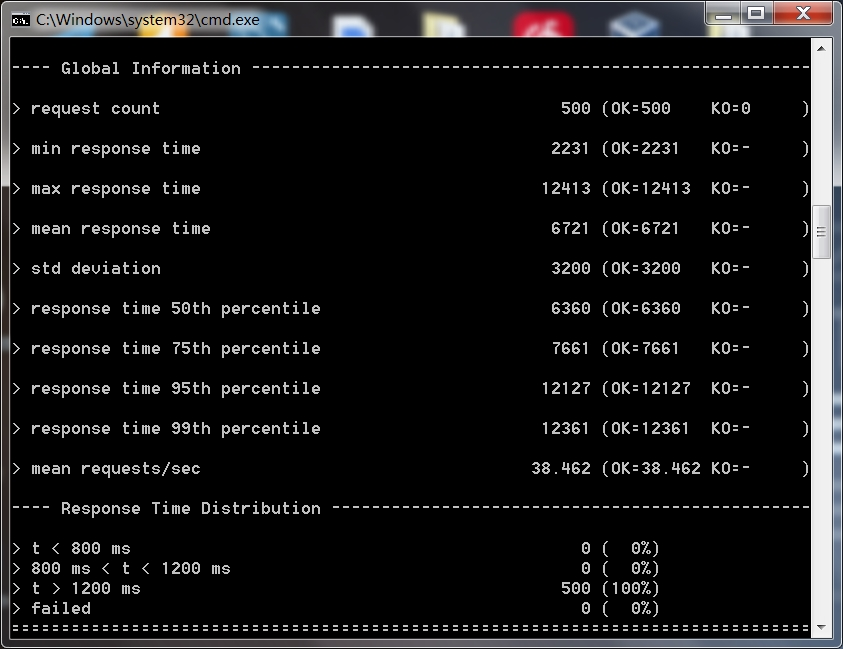 C:\Windows\system32\cmd.exe
---- Global Information --------------------------------------------------------
> request count                                        500 (OK=500    KO=0     )
> min response time                                   2231 (OK=2231   KO=-     )
> max response time                                  12413 (OK=12413  KO=-     )
> mean response time                                  6721 (OK=6721   KO=-     )
> std deviation                                       3200 (OK=3200   KO=-     )
> response time 50th percentile                       6360 (OK=6360   KO=-     )
> response time 75th percentile                       7661 (OK=7661   KO=-     )
> response time 95th percentile                      12127 (OK=12127  KO=-     )
> response time 99th percentile                      12361 (OK=12361  KO=-     )
> mean requests/sec                                 38.462 (OK=38.462 KO=-     )
---- Response Time Distribution ------------------------------------------------
> t < 800 ms                                             0 (  0%)
> 800 ms < t < 1200 ms                                   0 (  0%)
> t > 1200 ms                                          500 (100%)
> failed                                                 0 (  0%)
================================================================================